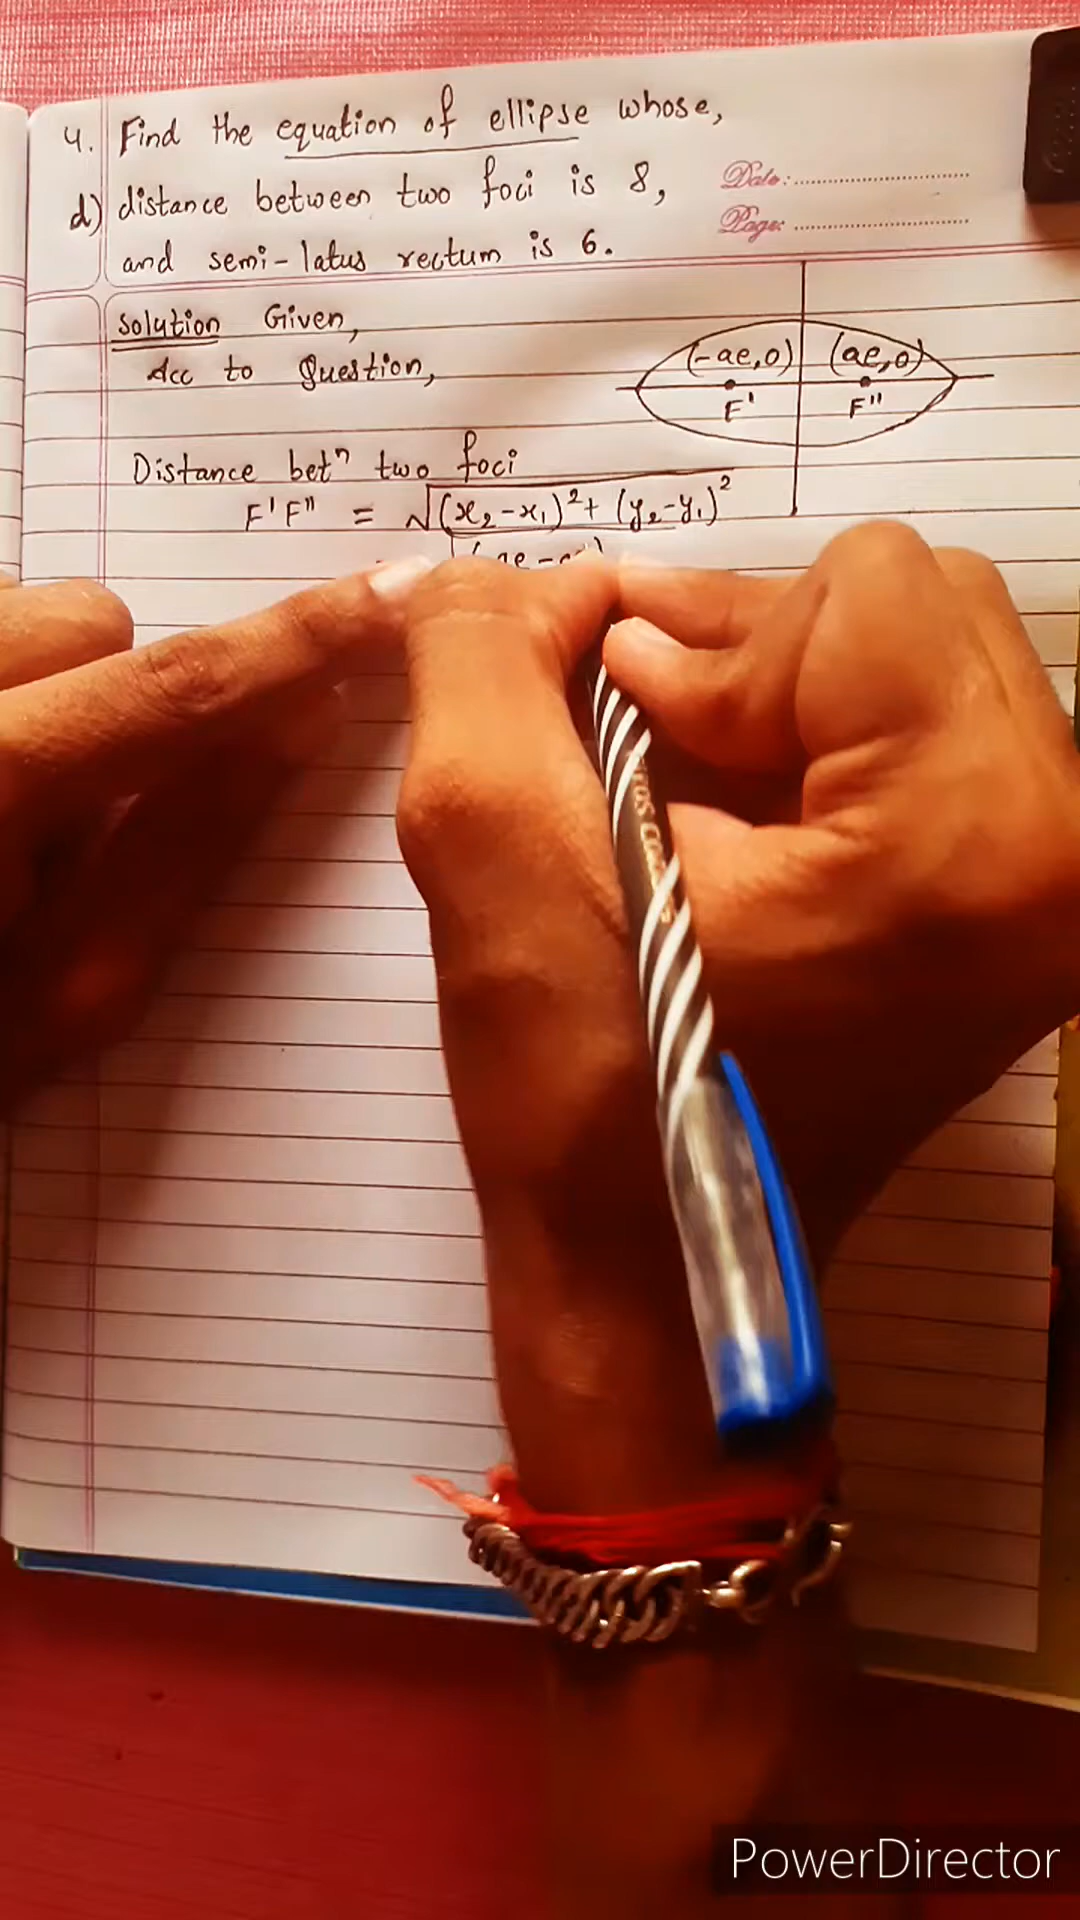 4. Find the equation of ellipse whose,
d) distance between two foci is 8,
and semi-latus rectum is 6.
Date:
Page:
Solution Given,
Acc to Question,
(-ae,0) (ae,0)
F' F"
Distance betⁿ two foci
F'F" = √(x₂-x₁)²+(y₂-y₁)²
PowerDirector